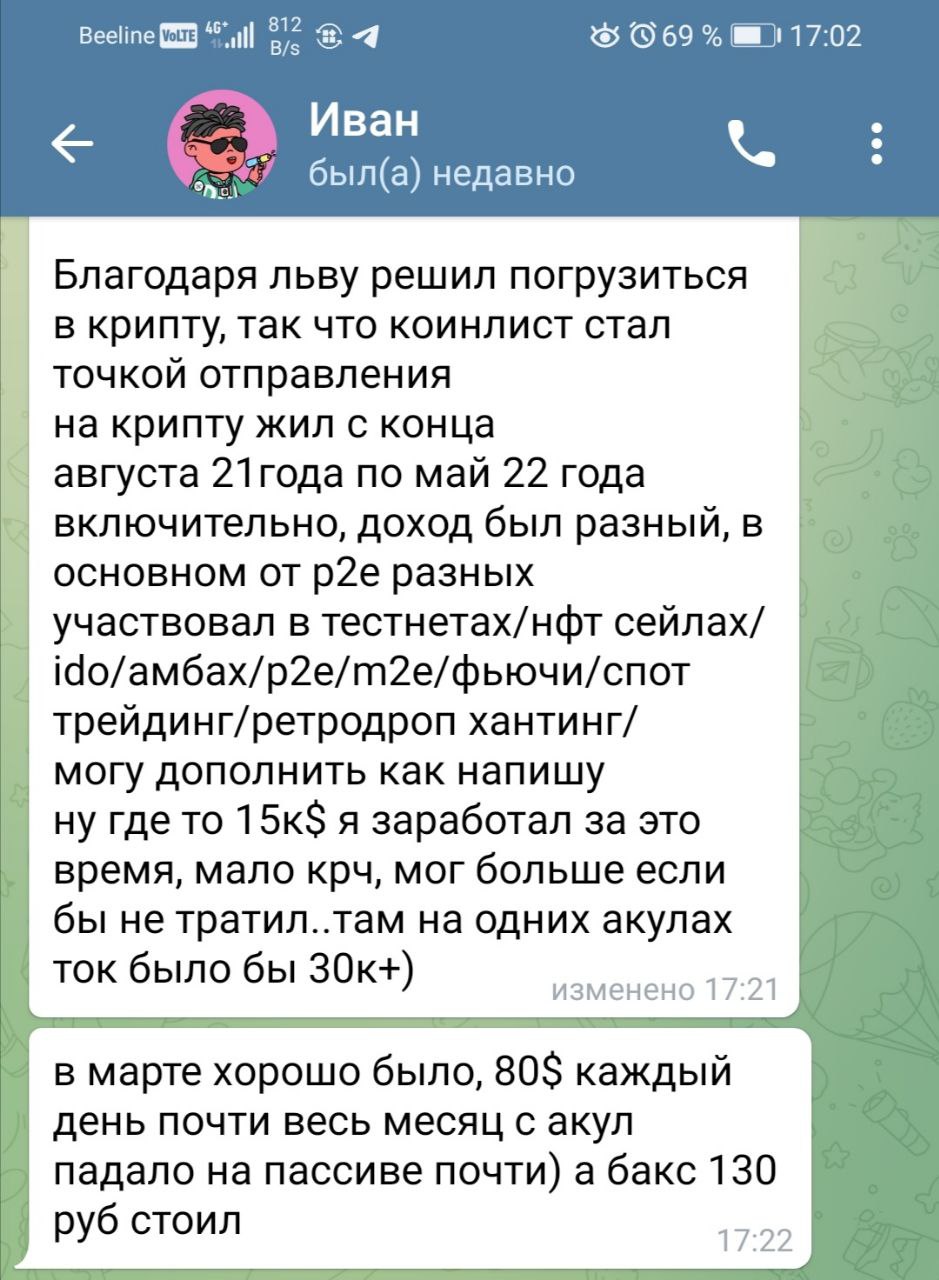 Beeline VoLTE 4G+ 812 B/s 69 % 17:02
Иван
был(а) недавно
Благодаря льву решил погрузиться
в крипту, так что коинлист стал
точкой отправления
на крипту жил с конца
августа 21года по май 22 года
включительно, доход был разный, в
основном от p2e разных
участвовал в тестнетах/нфт сейлах/
ido/амбах/p2e/m2e/фьючи/спот
трейдинг/ретродроп хантинг/
могу дополнить как напишу
ну где то 15к$ я заработал за это
время, мало крч, мог больше если
бы не тратил..там на одних акулах
ток было бы 30к+)
изменено 17:21
в марте хорошо было, 80$ каждый
день почти весь месяц с акул
падало на пассиве почти) а бакс 130
руб стоил
17:22